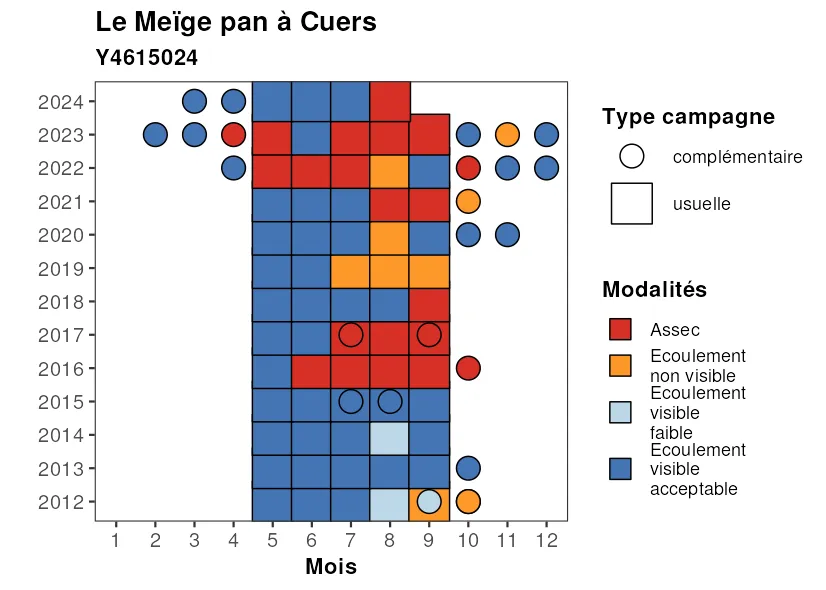 Le Meïge pan à Cuers
Y4615024
2024
2023
2022
2021
2020
2019
2018
2017
2016
2015
2014
2013
2012
1 2 3 4 5 6 7 8 9 10 11 12
Mois
Type campagne
complémentaire
usuelle
Modalités
Assec
Ecoulement
non visible
Ecoulement
visible
faible
Ecoulement
visible
acceptable